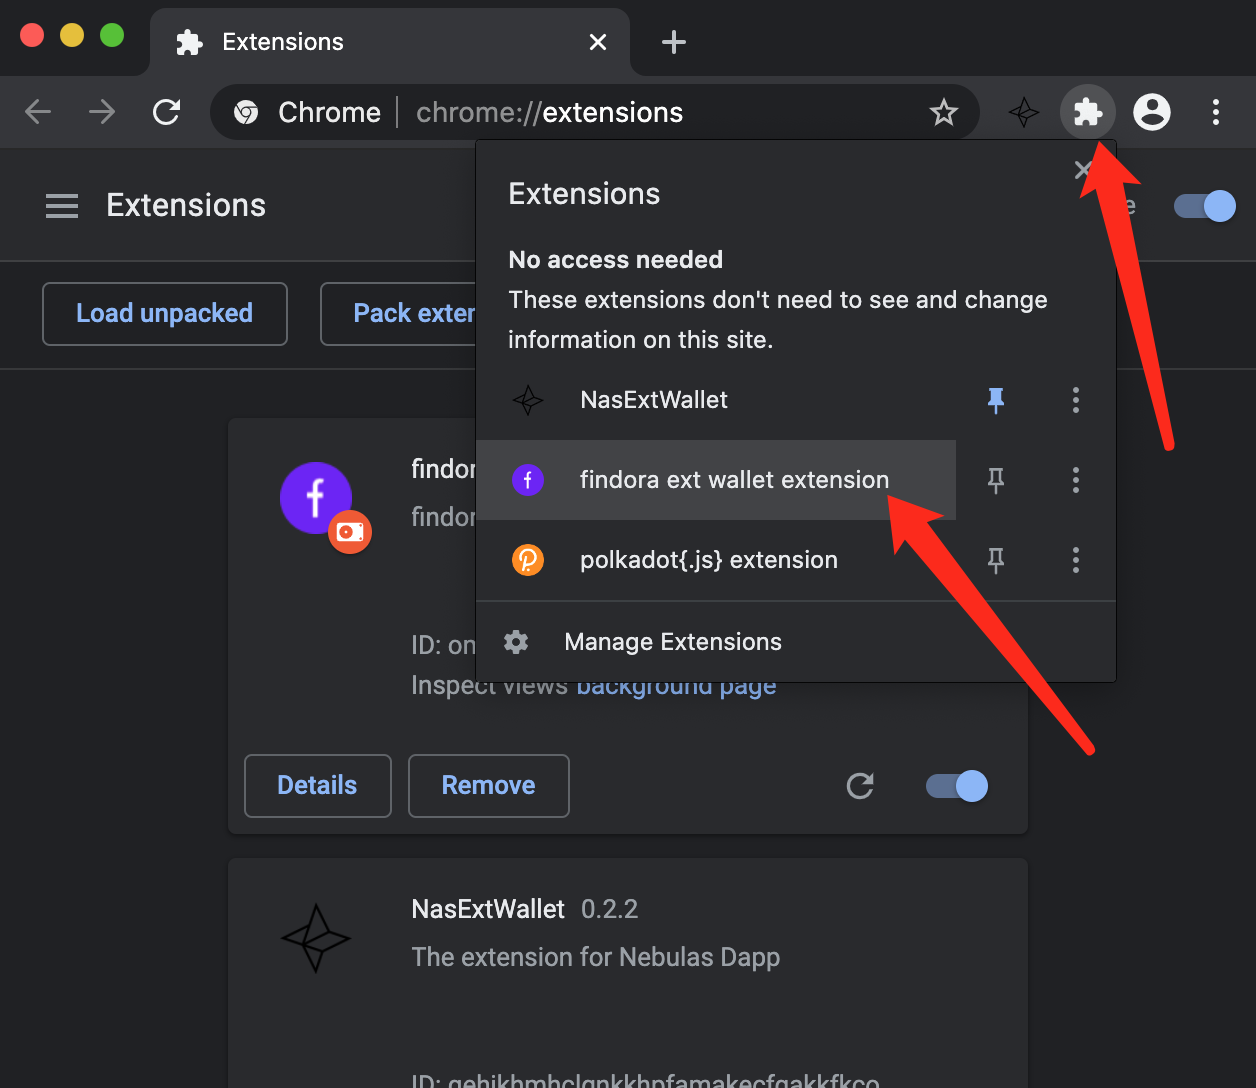 Extensions
Chrome chrome://extensions
Extensions
Extensions
e
No access needed
These extensions don't need to see and change
information on this site.
Load unpacked
Pack exten
NasExtWallet
findora ext wallet extension
polkadot{.js} extension
Manage Extensions
findor
findor
ID: on
Inspect views background page
Details
Remove
NasExtWallet 0.2.2
The extension for Nebulas Dapp
ID: